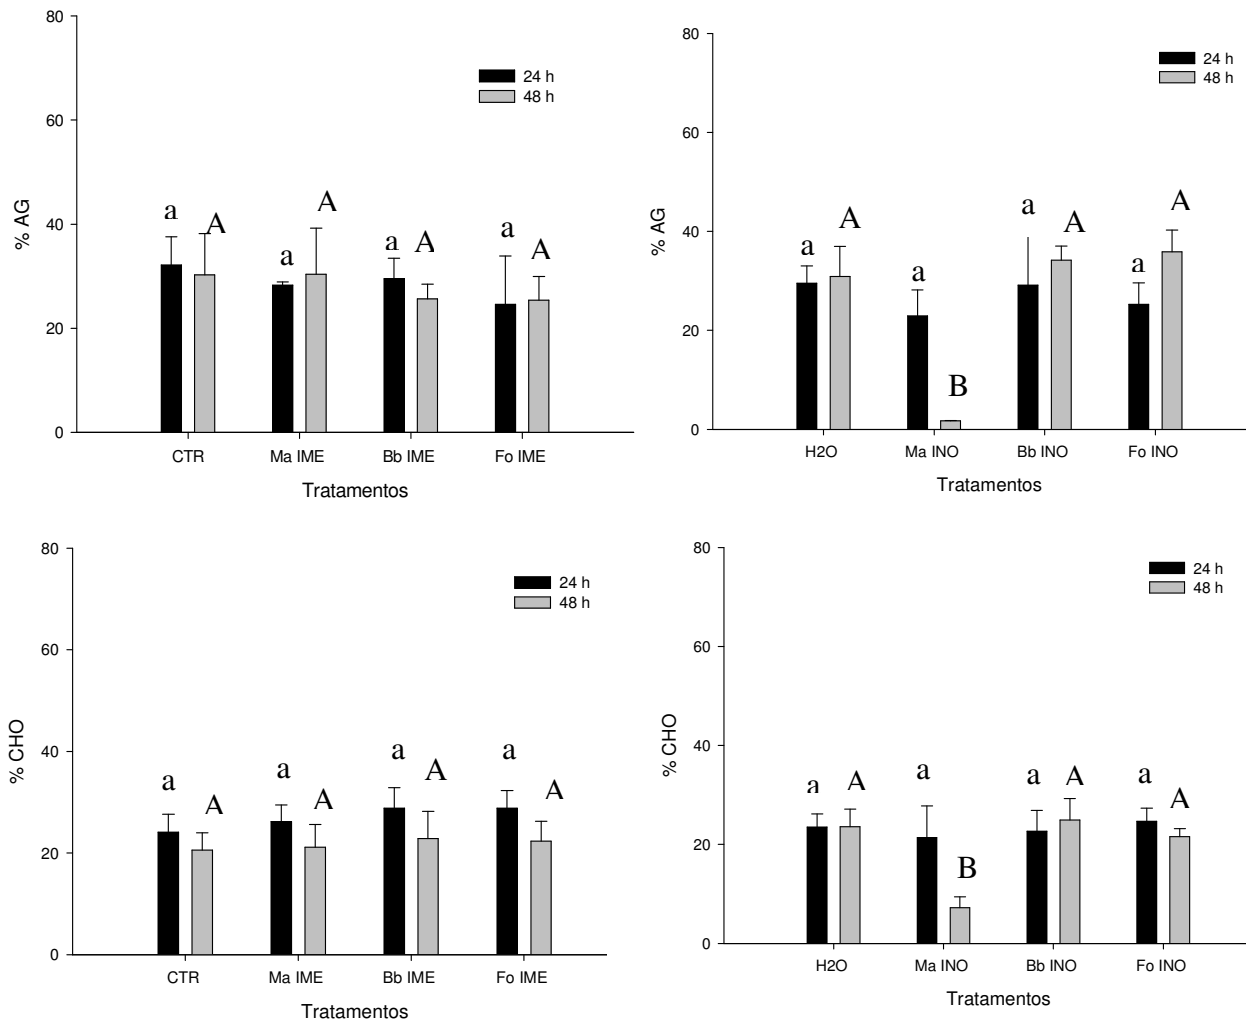 80
60
40
20
0
% AG
24 h
48 h
a
A
a
A
a
A
a
A
CTR
Ma IME
Bb IME
Fo IME
Tratamentos
80
60
40
20
0
% AG
24 h
48 h
a
A
a
B
a
A
a
A
H2O
Ma INO
Bb INO
Fo INO
Tratamentos
80
60
40
20
0
% CHO
24 h
48 h
a
A
a
A
a
A
a
A
CTR
Ma IME
Bb IME
Fo IME
Tratamentos
80
60
40
20
0
% CHO
24 h
48 h
a
A
a
B
a
A
a
A
H2O
Ma INO
Bb INO
Fo INO
Tratamentos